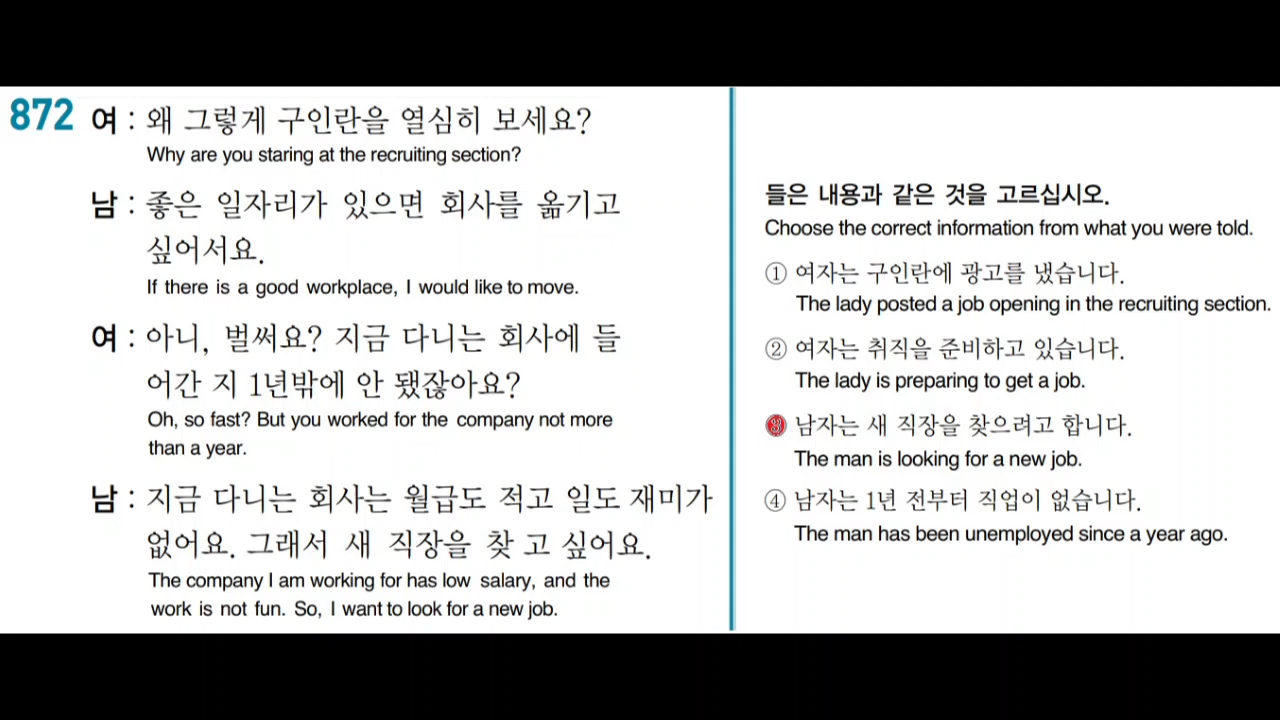 872 여 : 왜 그렇게 구인란을 열심히 보세요?
Why are you staring at the recruiting section?
남 : 좋은 일자리가 있으면 회사를 옮기고
싶어서요.
If there is a good workplace, I would like to move.
여 : 아니, 벌써요? 지금 다니는 회사에 들
어간 지 1년밖에 안 됐잖아요?
Oh, so fast? But you worked for the company not more
than a year.
남 : 지금 다니는 회사는 월급도 적고 일도 재미가
없어요. 그래서 새 직장을 찾 고 싶어요.
The company I am working for has low salary, and the
work is not fun. So, I want to look for a new job.
들은 내용과 같은 것을 고르십시오.
Choose the correct information from what you were told.
① 여자는 구인란에 광고를 냈습니다.
The lady posted a job opening in the recruiting section.
② 여자는 취직을 준비하고 있습니다.
The lady is preparing to get a job.
③ 남자는 새 직장을 찾으려고 합니다.
The man is looking for a new job.
④ 남자는 1년 전부터 직업이 없습니다.
The man has been unemployed since a year ago.